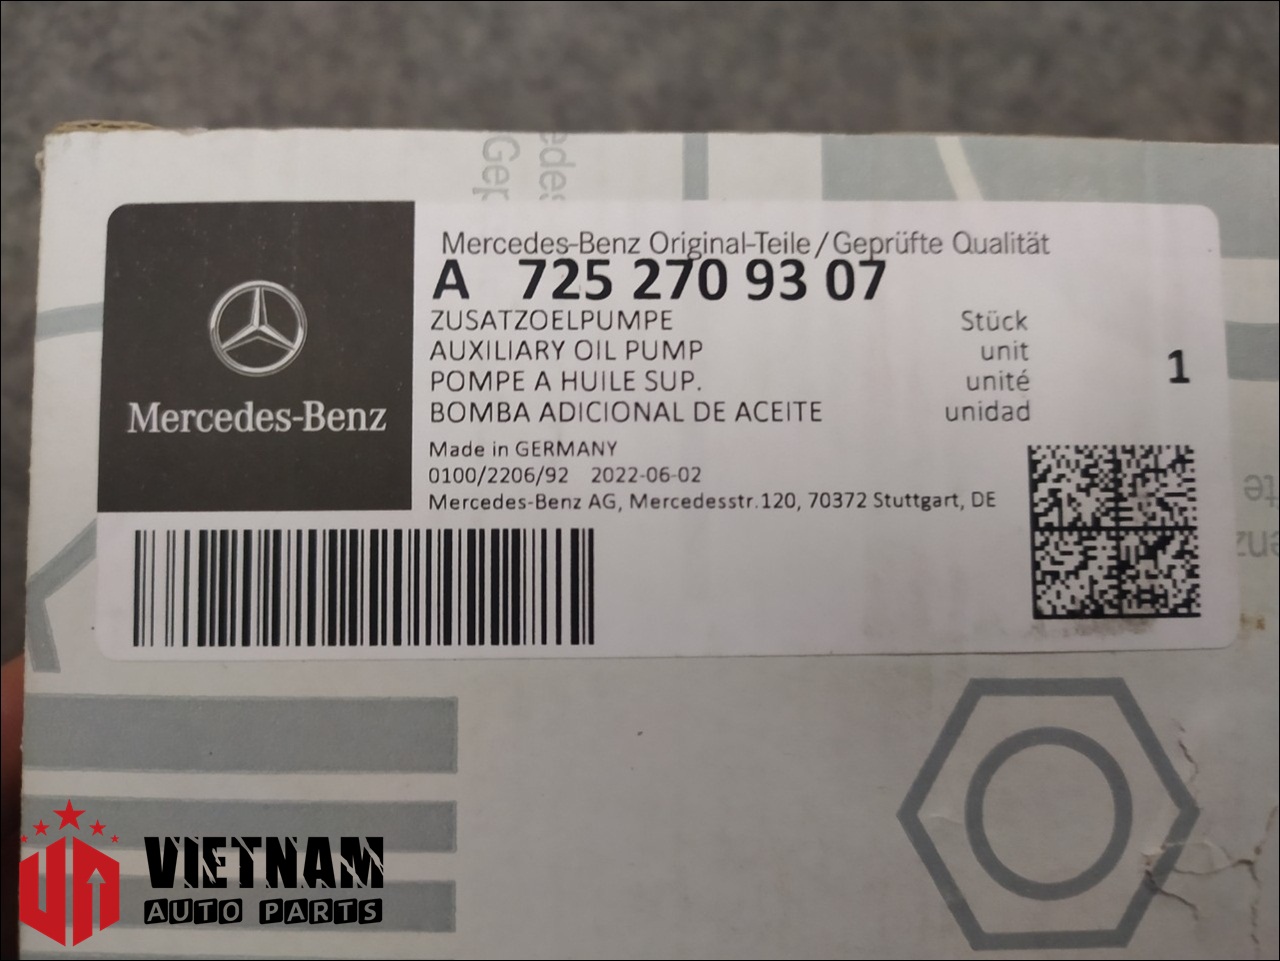 edes
Gep
Mercedes-Benz
Mercedes-Benz Original-Teile/Geprüfte Qualität
A 725 270 93 07
ZUSATZOELPUMPE Stück
AUXILIARY OIL PUMP unit
POMPE A HUILE SUP. unité 1
BOMBA ADICIONAL DE ACEITE unidad
Made in GERMANY
0100/2206/92 2022-06-02
Mercedes-Benz AG, Mercedesstr.120, 70372 Stuttgart, DE
VIETNAM
AUTO PARTS